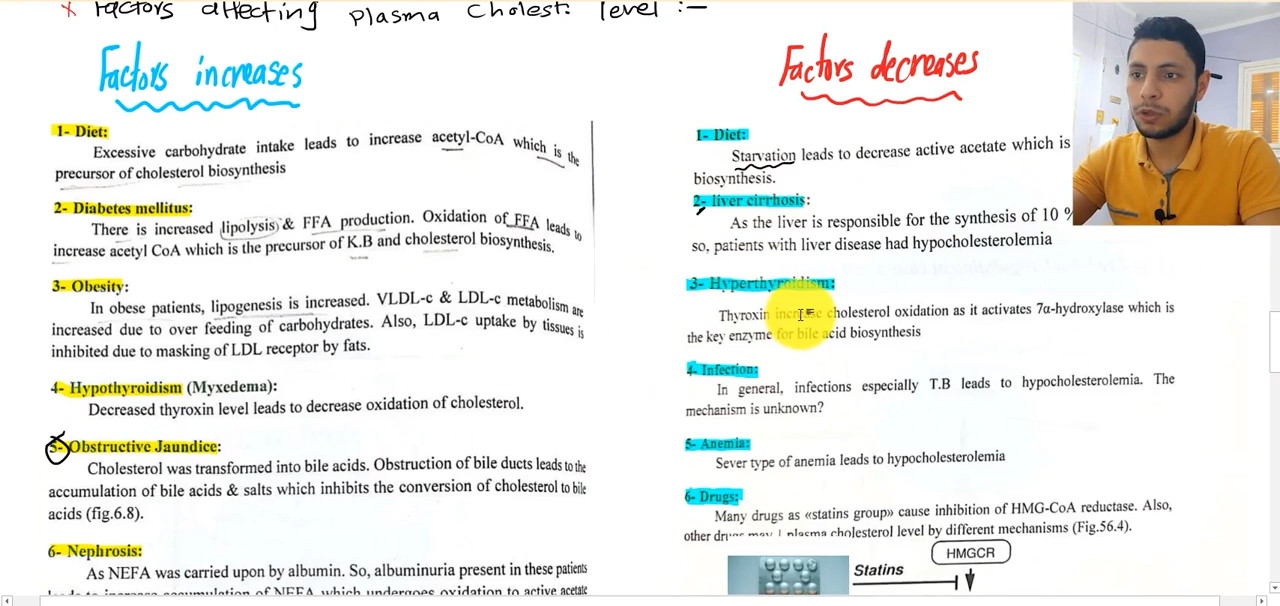 × Factors affecting plasma cholest. level :-
Factors increases
1- Diet:
Excessive carbohydrate intake leads to increase acetyl-CoA which is the
precursor of cholesterol biosynthesis
2- Diabetes mellitus:
There is increased lipolysis & FFA production. Oxidation of FFA leads to
increase acetyl CoA which is the precursor of K.B and cholesterol biosynthesis.
3- Obesity:
In obese patients, lipogenesis is increased. VLDL-c & LDL-c metabolism are
increased due to over feeding of carbohydrates. Also, LDL-c uptake by tissues is
inhibited due to masking of LDL receptor by fats.
4- Hypothyroidism (Myxedema):
Decreased thyroxin level leads to decrease oxidation of cholesterol.
5- Obstructive Jaundice:
Cholesterol was transformed into bile acids. Obstruction of bile ducts leads to the
accumulation of bile acids & salts which inhibits the conversion of cholesterol to bile
acids (fig.6.8).
6- Nephrosis:
As NEFA was carried upon by albumin. So, albuminuria present in these patients
leads to increase accumulation of NEFA which undergoes oxidation to active acetate
Factors decreases
1- Diet:
Starvation leads to decrease active acetate which is
biosynthesis.
2- liver cirrhosis:
As the liver is responsible for the synthesis of 10 %
so, patients with liver disease had hypocholesterolemia
3- Hyperthyroidism:
Thyroxin increase cholesterol oxidation as it activates 7α-hydroxylase which is
the key enzyme for bile acid biosynthesis
4- Infection:
In general, infections especially T.B leads to hypocholesterolemia. The
mechanism is unknown?
5- Anemia:
Sever type of anemia leads to hypocholesterolemia
6- Drugs:
Many drugs as «statins group» cause inhibition of HMG-CoA reductase. Also,
other may plasma cholesterol level by different mechanisms (Fig.56.4).
HMGCR
Statins